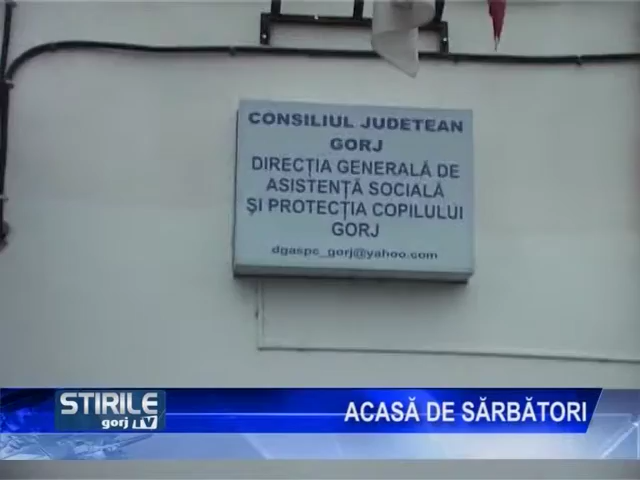 CONSILIUL JUDETEAN
GORJ
DIRECȚIA GENERALĂ DE
ASISTENȚĂ SOCIALĂ
ȘI PROTECȚIA COPILULUI
GORJ
dgaspc_gorj@yahoo.com
STIRILE
gorj TV
ACASĂ DE SĂRBĂTORI